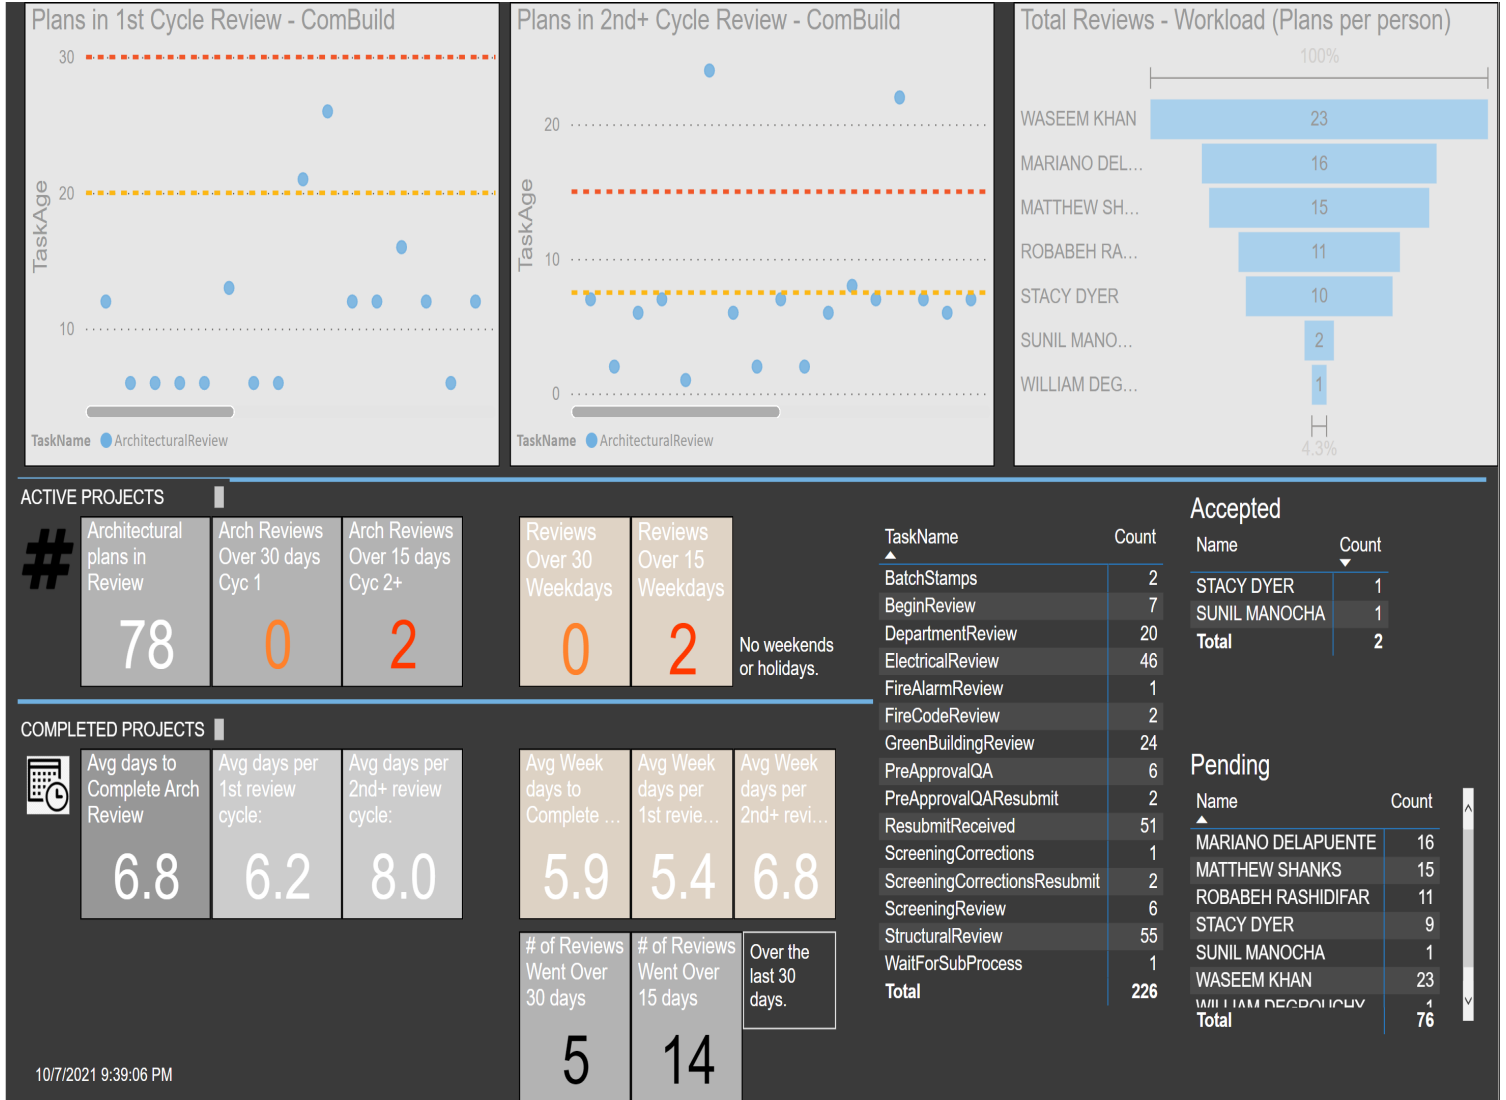 Plans in 1st Cycle Review - ComBuild
30
20
10
TaskAge
TaskName ArchitecturalReview
Plans in 2nd+ Cycle Review - ComBuild
20
10
0
TaskAge
TaskName ArchitecturalReview
Total Reviews - Workload (Plans per person)
100%
WASEEM KHAN 23
MARIANO DEL... 16
MATTHEW SH... 15
ROBABEH RA... 11
STACY DYER 10
SUNIL MANO... 2
WILLIAM DEG... 1
4.3%
ACTIVE PROJECTS
#
Architectural
plans in
Review
78
Arch Reviews
Over 30 days
Cyc 1
0
Arch Reviews
Over 15 days
Cyc 2+
2
Reviews
Over 30
Weekdays
0
Reviews
Over 15
Weekdays
2
No weekends
or holidays.
COMPLETED PROJECTS
Avg days to
Complete Arch
Review
6.8
Avg days per
1st review
cycle:
6.2
Avg days per
2nd+ review
cycle:
8.0
Avg Week
days to
Complete ...
5.9
Avg Week
days per
1st revie...
5.4
Avg Week
days per
2nd+ revi...
6.8
# of Reviews
Went Over
30 days
5
# of Reviews
Went Over
15 days
14
Over the
last 30
days.
10/7/2021 9:39:06 PM
TaskName Count
BatchStamps 2
BeginReview 7
DepartmentReview 20
ElectricalReview 46
FireAlarmReview 1
FireCodeReview 2
GreenBuildingReview 24
PreApprovalQA 6
PreApprovalQAResubmit 2
ResubmitReceived 51
ScreeningCorrections 1
ScreeningCorrectionsResubmit 2
ScreeningReview 6
StructuralReview 55
WaitForSubProcess 1
Total 226
Accepted
Name Count
STACY DYER 1
SUNIL MANOCHA 1
Total 2
Pending
Name Count
MARIANO DELAPUENTE 16
MATTHEW SHANKS 15
ROBABEH RASHIDIFAR 11
STACY DYER 9
SUNIL MANOCHA 1
WASEEM KHAN 23
WILLIAM DEGROUCHY 1
Total 76